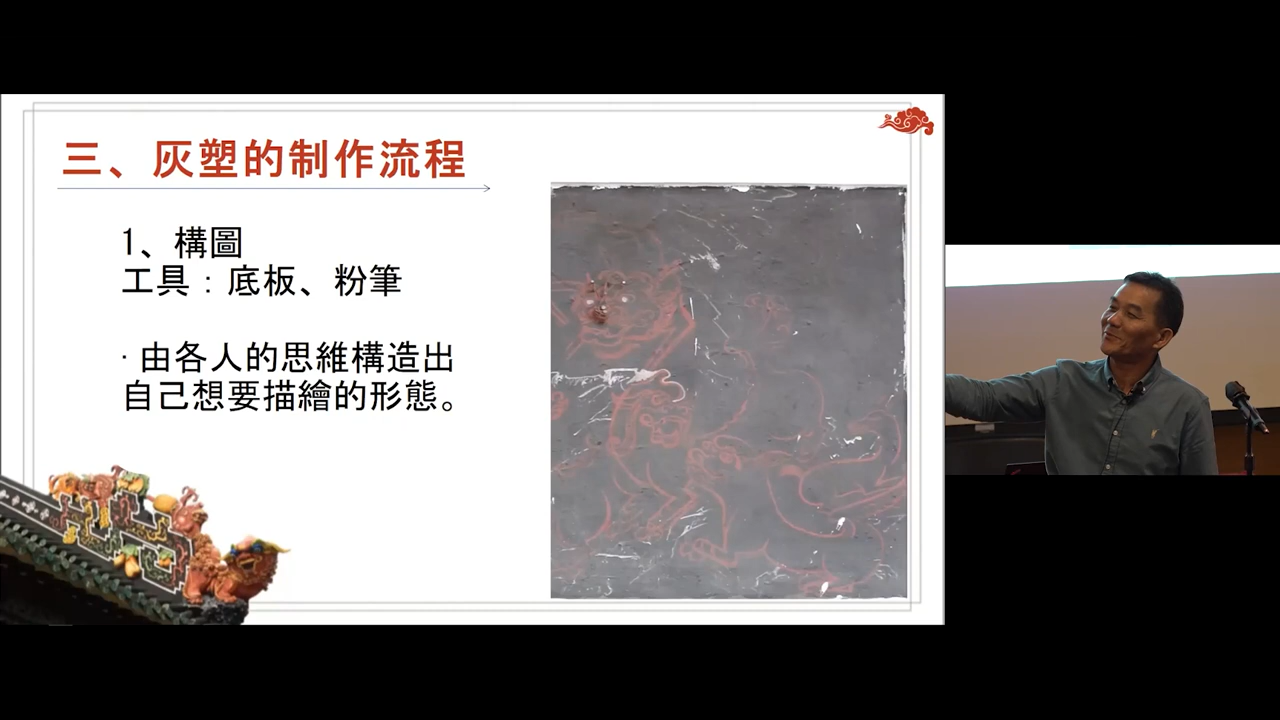 三、灰塑的制作流程
1、構圖
工具：底板、粉筆
· 由各人的思維構造出
自己想要描繪的形態。